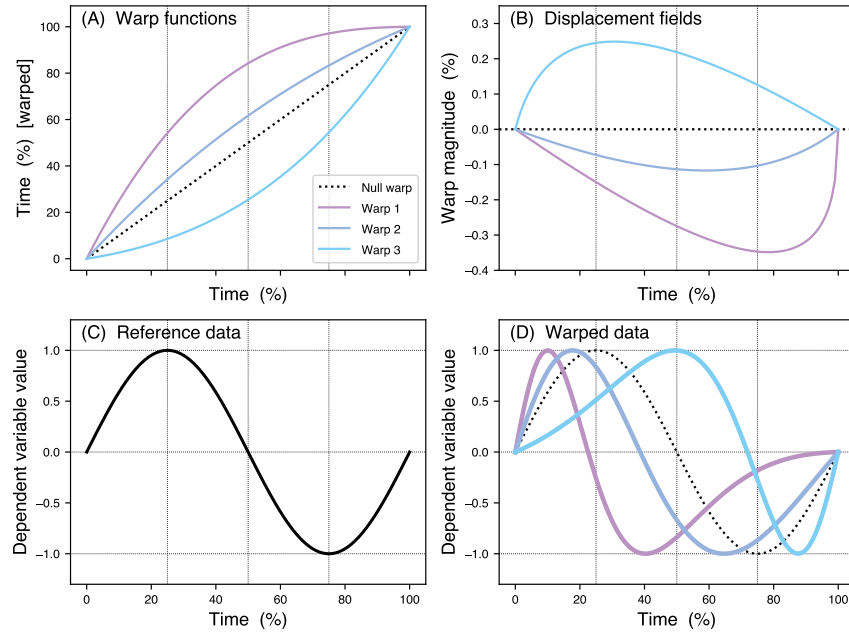 (A) Warp functions
Time (%) [warped]
100
80
60
40
20
0
Null warp
Warp 1
Warp 2
Warp 3
Time (%)
(B) Displacement fields
Warp magnitude (%)
0.3
0.2
0.1
0.0
−0.1
−0.2
−0.3
−0.4
Time (%)
(C) Reference data
Dependent variable value
1.0
0.5
0.0
−0.5
−1.0
0 20 40 60 80 100
Time (%)
(D) Warped data
Dependent variable value
1.0
0.5
0.0
−0.5
−1.0
0 20 40 60 80 100
Time (%)